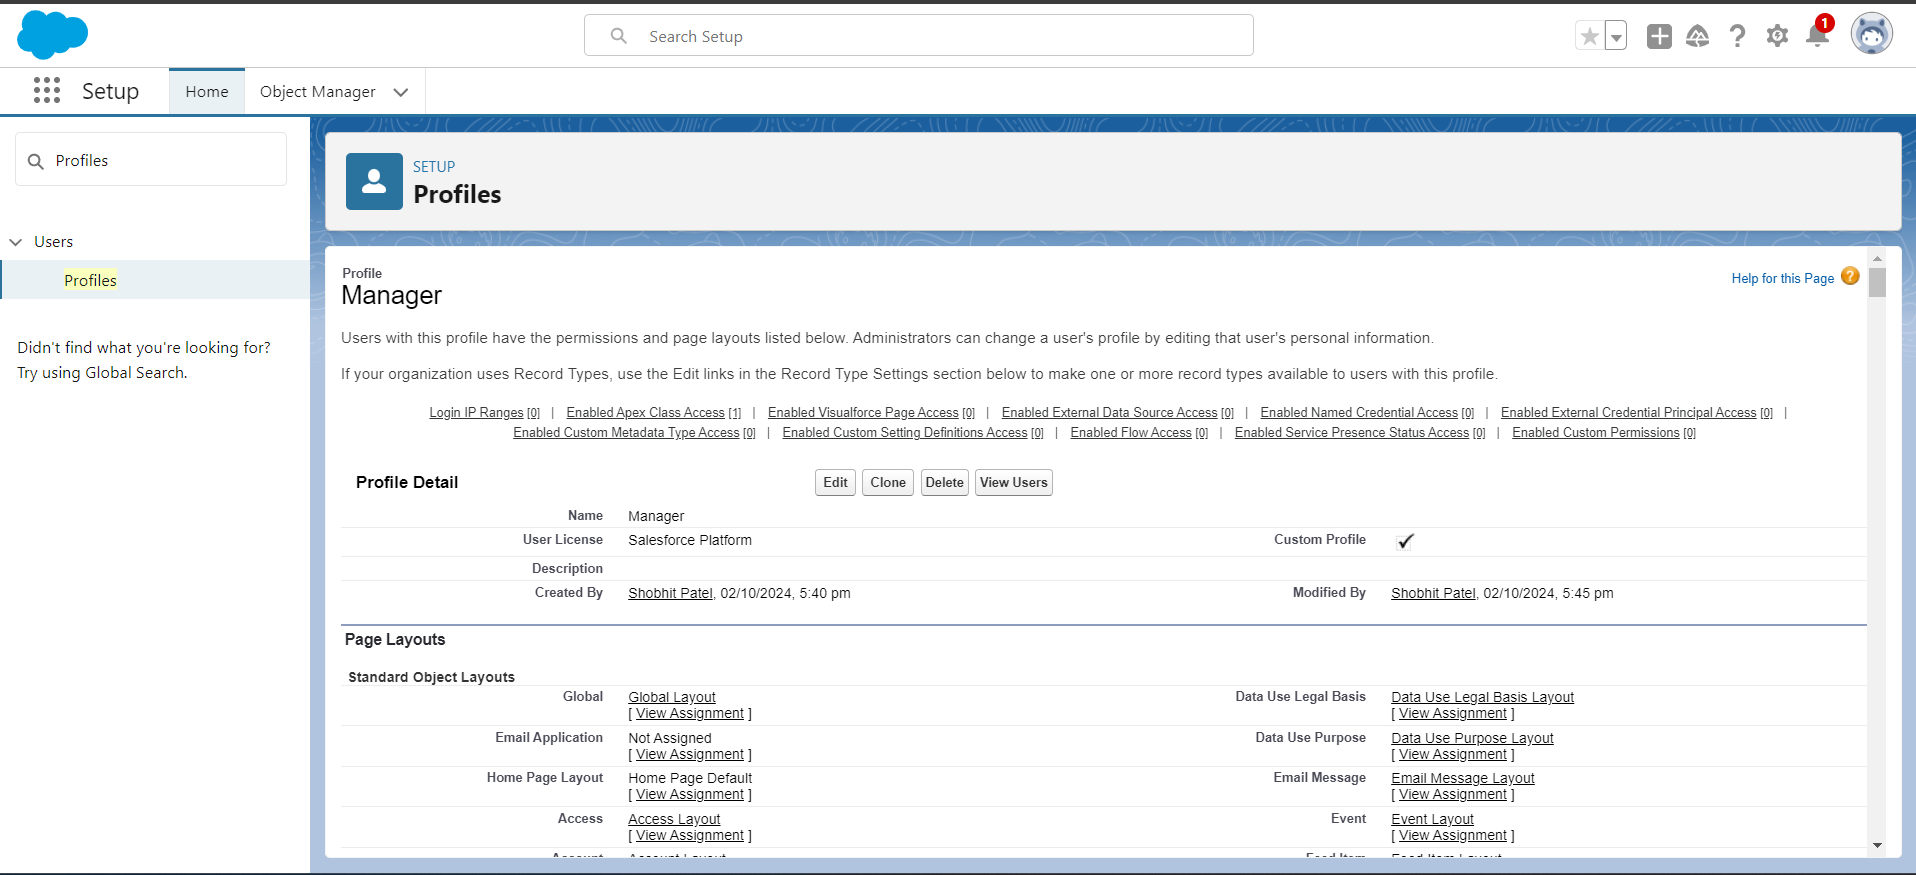 Search Setup
1
Setup
Home
Object Manager
Profiles
Users
Profiles
Didn't find what you're looking for?
Try using Global Search.
SETUP
Profiles
Profile
Manager
Help for this Page ?
Users with this profile have the permissions and page layouts listed below. Administrators can change a user's profile by editing that user's personal information.
If your organization uses Record Types, use the Edit links in the Record Type Settings section below to make one or more record types available to users with this profile.
Login IP Ranges [0] | Enabled Apex Class Access [1] | Enabled Visualforce Page Access [0] | Enabled External Data Source Access [0] | Enabled Named Credential Access [0] | Enabled External Credential Principal Access [0] |
Enabled Custom Metadata Type Access [0] | Enabled Custom Setting Definitions Access [0] | Enabled Flow Access [0] | Enabled Service Presence Status Access [0] | Enabled Custom Permissions [0]
Profile Detail Edit Clone Delete View Users
Name Manager
User License Salesforce Platform Custom Profile
Description
Created By Shobhit Patel, 02/10/2024, 5:40 pm Modified By Shobhit Patel, 02/10/2024, 5:45 pm
Page Layouts
Standard Object Layouts
Global Global Layout Data Use Legal Basis Data Use Legal Basis Layout
[ View Assignment ] [ View Assignment ]
Email Application Not Assigned Data Use Purpose Data Use Purpose Layout
[ View Assignment ] [ View Assignment ]
Home Page Layout Home Page Default Email Message Email Message Layout
[ View Assignment ] [ View Assignment ]
Access Access Layout Event Event Layout
[ View Assignment ] [ View Assignment ]
Account Account Layout Feed Item Feed Item Layout